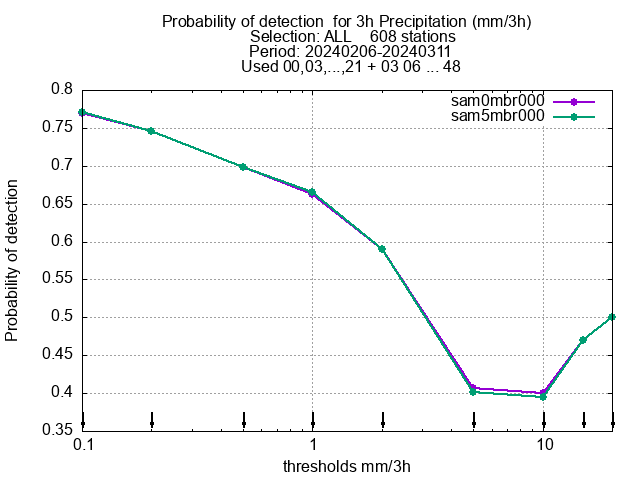 Probability of detection  for 3h Precipitation (mm/3h)
Selection: ALL    608 stations
Period: 20240206-20240311
Used 00,03,...,21 + 03 06 ... 48
sam0mbr000
sam5mbr000
0.8
0.75
0.7
0.65
0.6
0.55
0.5
0.45
0.4
0.35
Probability of detection
0.1 1 10
thresholds mm/3h